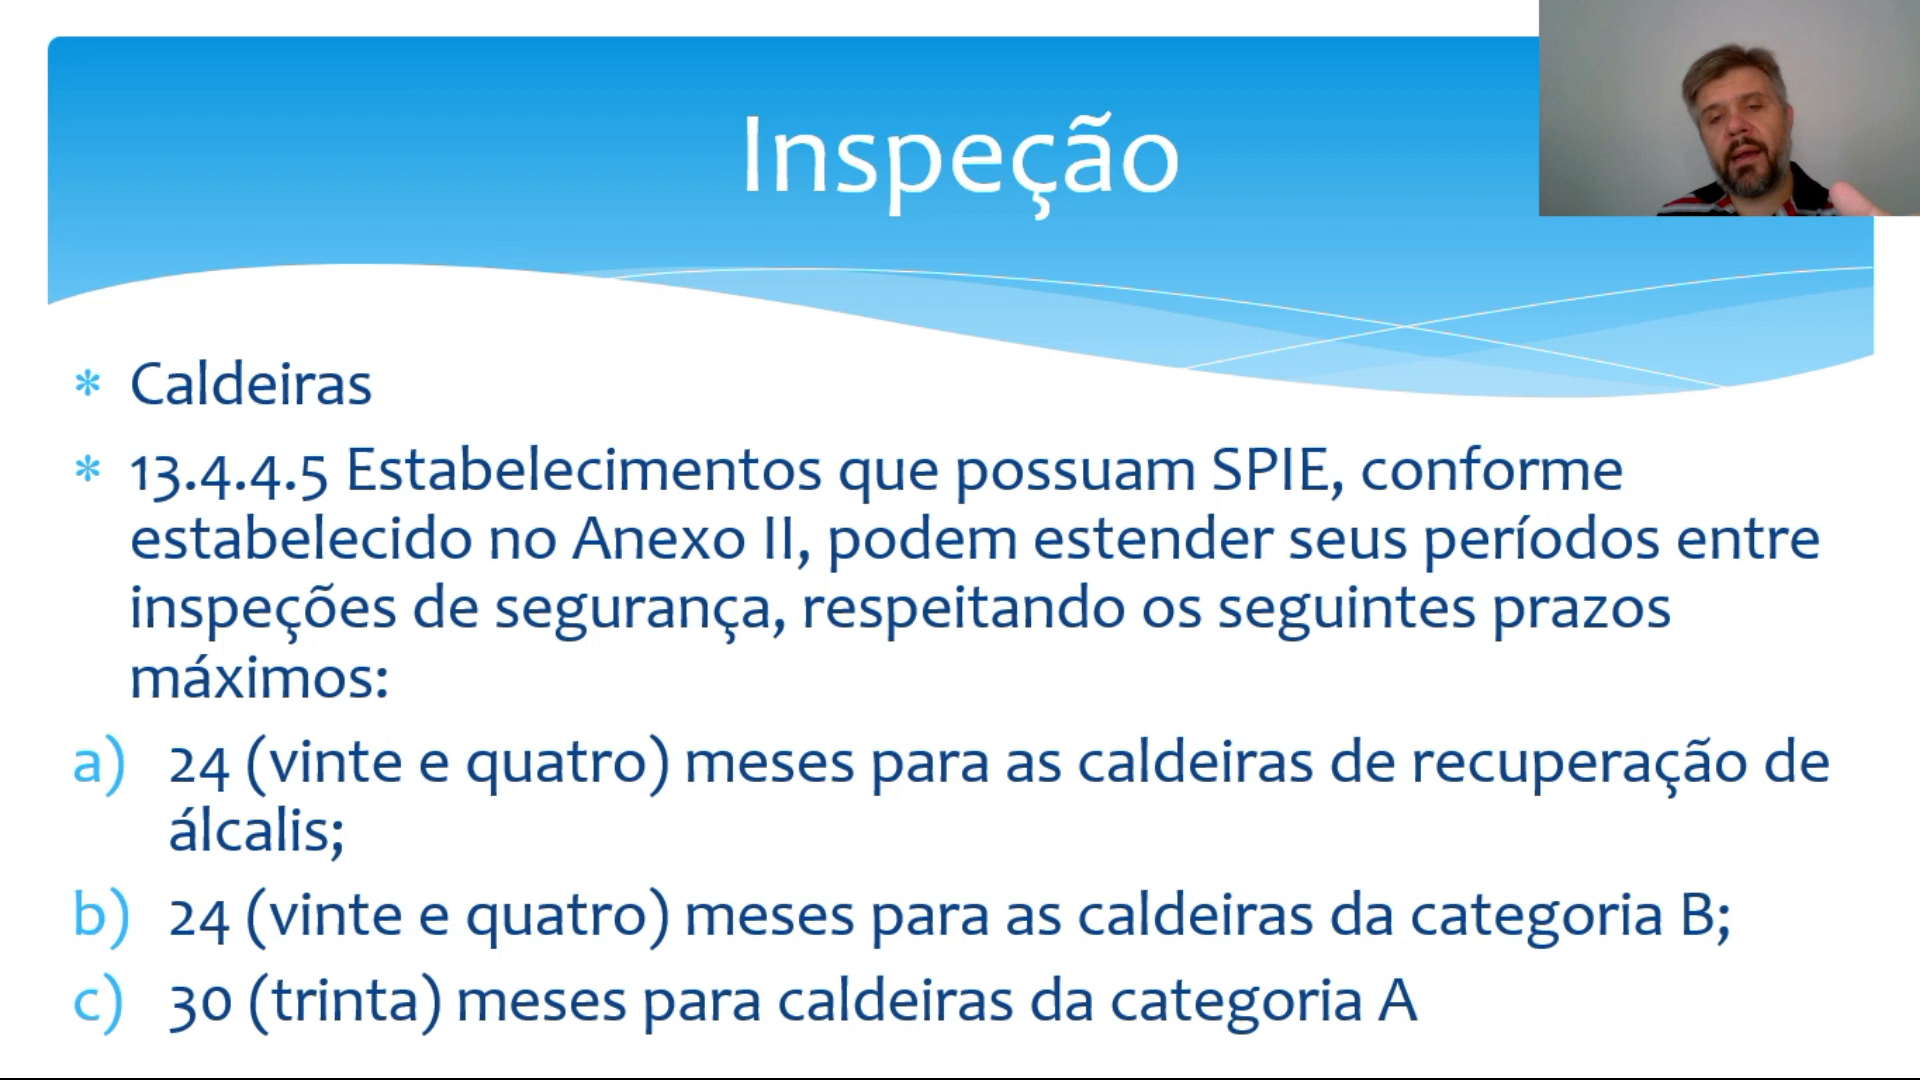 Inspeção
* Caldeiras
* 13.4.4.5 Estabelecimentos que possuam SPIE, conforme
estabelecido no Anexo II, podem estender seus períodos entre
inspeções de segurança, respeitando os seguintes prazos
máximos:
a) 24 (vinte e quatro) meses para as caldeiras de recuperação de
álcalis;
b) 24 (vinte e quatro) meses para as caldeiras da categoria B;
c) 30 (trinta) meses para caldeiras da categoria A